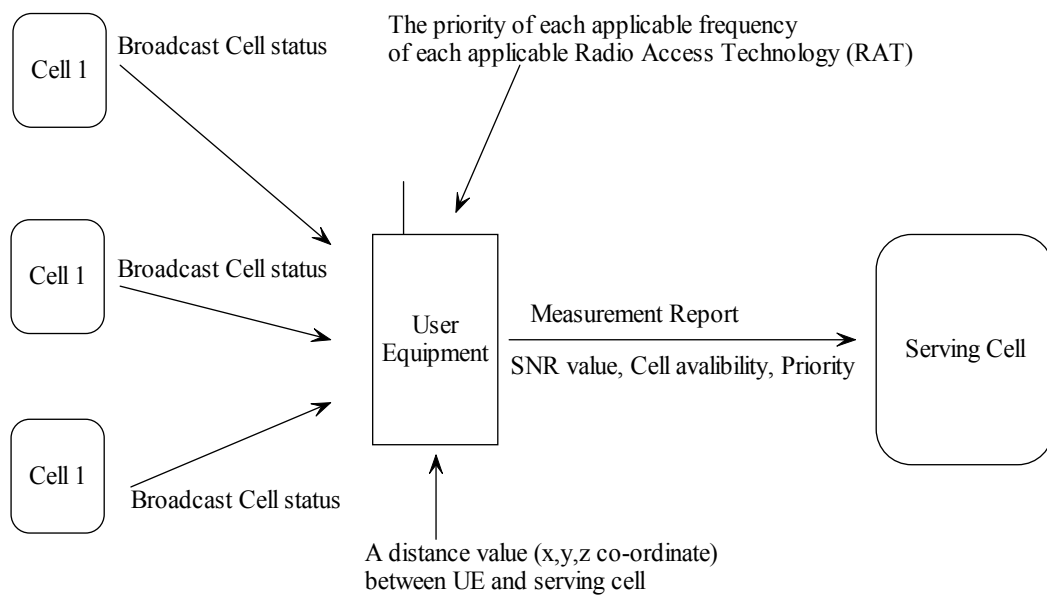 The priority of each applicable frequency
of each applicable Radio Access Technology (RAT)
Broadcast Cell status
Cell 1
Broadcast Cell status
Cell 1
User
Equipment
Measurement Report
SNR value, Cell avalibility, Priority
Serving Cell
Cell 1
Broadcast Cell status
A distance value (x,y,z co-ordinate)
between UE and serving cell